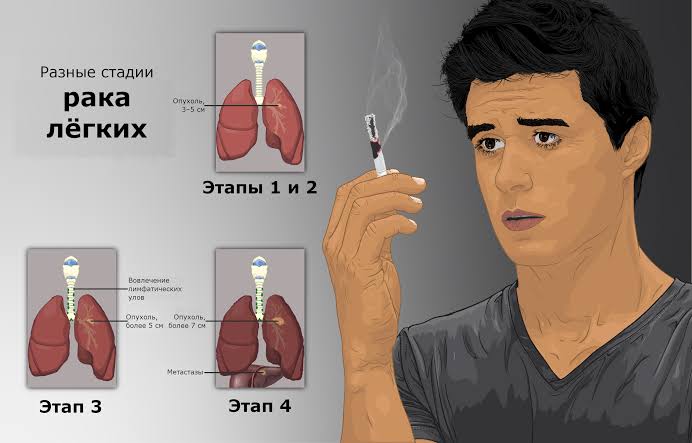 Разные стадии
рака
лёгких
Опухоль,
3–5 см
Этапы 1 и 2
Вовлечение
лимфатических
улов
Опухоль,
более 5 см
Этап 3
Опухоль,
более 7 см
Метастазы
Этап 4